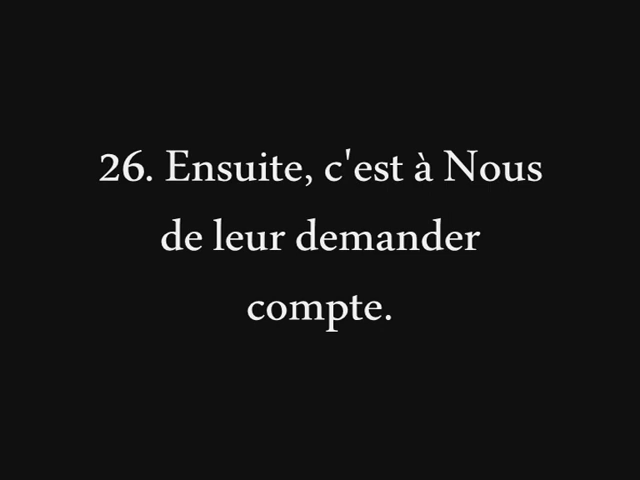 26. Ensuite, c'est à Nous
de leur demander
compte.